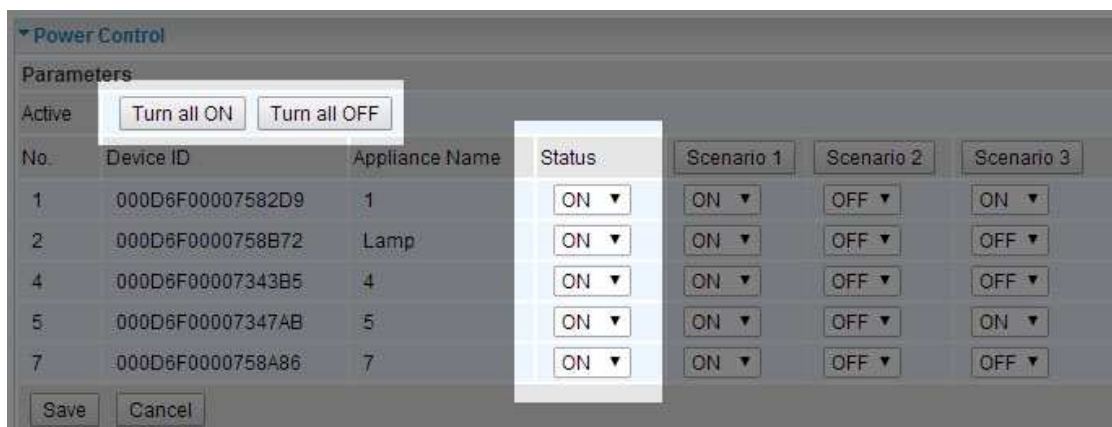 Power Control
Parameters
Active Turn all ON Turn all OFF
No. Device ID Appliance Name Status Scenario 1 Scenario 2 Scenario 3
1 000D6F00007582D9 1 ON ON OFF ON
2 000D6F0000758B72 Lamp ON ON OFF OFF
4 000D6F00007343B5 4 ON ON OFF OFF
5 000D6F00007347AB 5 ON ON OFF ON
7 000D6F0000758A86 7 ON ON OFF OFF
Save Cancel